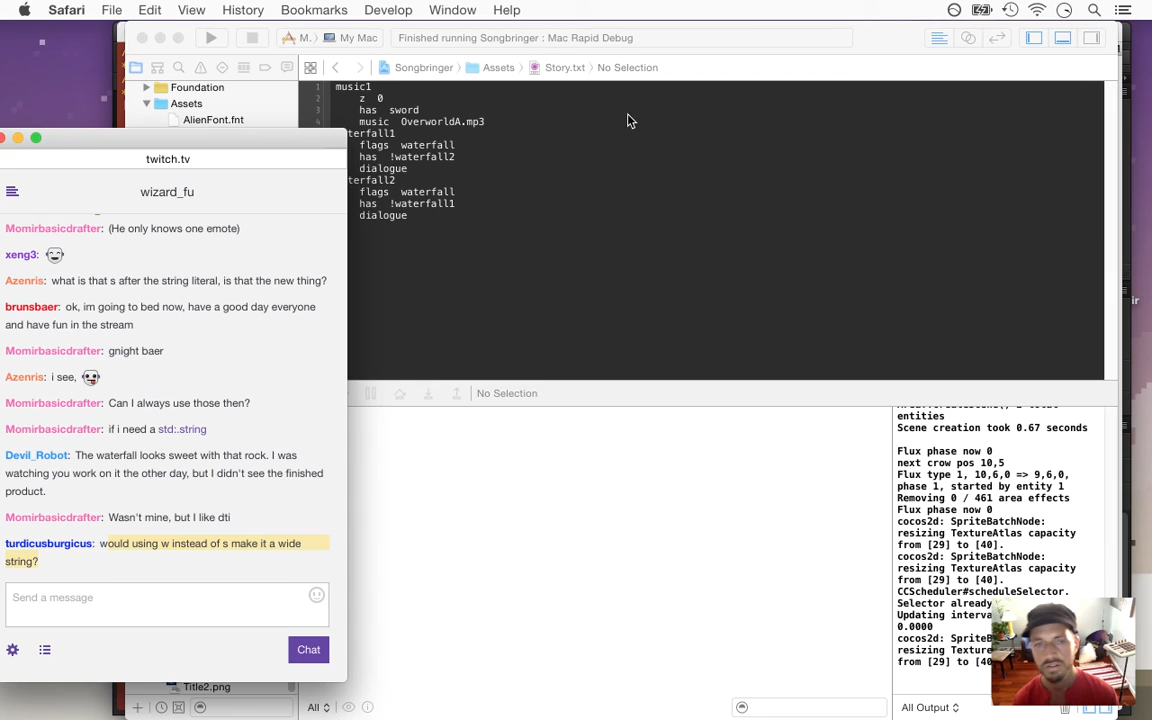 Safari File Edit View History Bookmarks Develop Window Help
M. My Mac
Finished running Songbringer : Mac Rapid Debug
Songbringer Assets Story.txt No Selection
Foundation
Assets
AlienFont.fnt
1 music1
2 z 0
3 has sword
4 music OverworldA.mp3
terfall1
flags waterfall
has !waterfall2
dialogue
terfall2
flags waterfall
has !waterfall1
dialogue
twitch.tv
wizard_fu
Momirbasicdrafter: (He only knows one emote)
xeng3:
Azenris: what is that s after the string literal, is that the new thing?
brunsbaer: ok, im going to bed now, have a good day everyone
and have fun in the stream
Momirbasicdrafter: gnight baer
Azenris: i see,
Momirbasicdrafter: Can I always use those then?
Momirbasicdrafter: if i need a std:.string
Devil_Robot: The waterfall looks sweet with that rock. I was
watching you work on it the other day, but I didn't see the finished
product.
Momirbasicdrafter: Wasn't mine, but I like dti
turdicusburgicus: would using w instead of s make it a wide
string?
Send a message
Chat
Title2.png
No Selection
entities
Scene creation took 0.67 seconds
Flux phase now 0
next crow pos 10,5
Flux type 1, 10,6,0 => 9,6,0,
phase 1, started by entity 1
Removing 0 / 461 area effects
Flux phase now 0
cocos2d: SpriteBatchNode:
resizing TextureAtlas capacity
from [29] to [40].
cocos2d: SpriteBatchNode:
resizing TextureAtlas capacity
from [29] to [40].
CCScheduler#scheduleSelector.
Selector already
Updating interva
0.0000
cocos2d: SpriteB
resizing Texture
from [29] to [40
All
All Output
ir